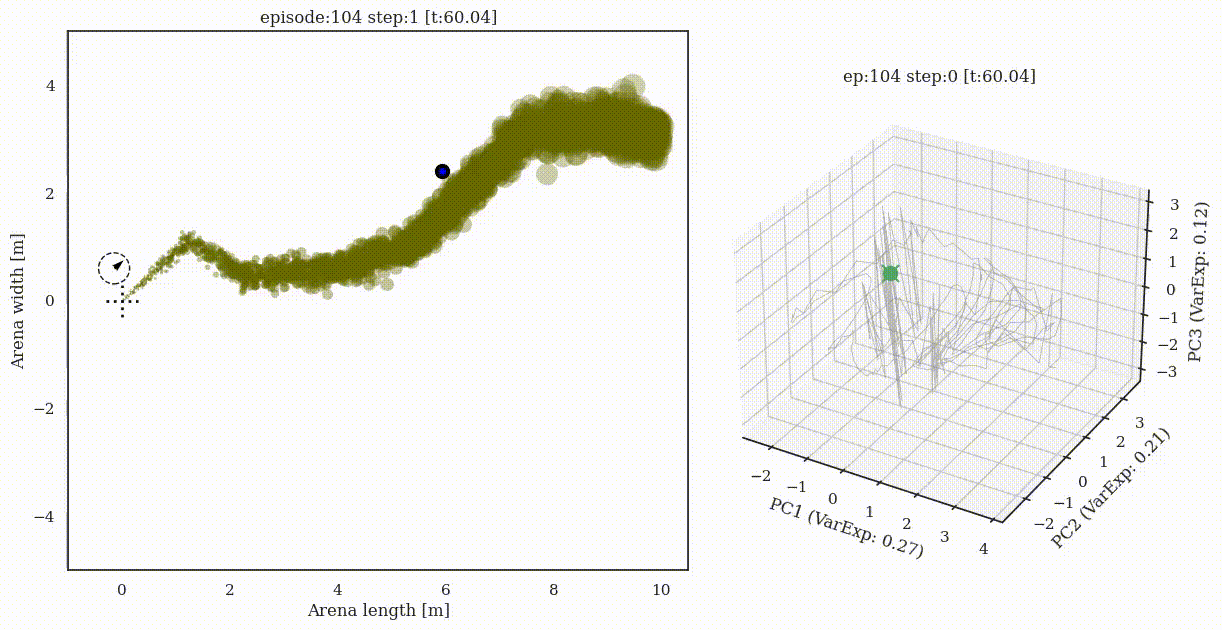 episode:104 step:1 [t:60.04]
4
2
0
−2
−4
Arena width [m]
0 2 4 6 8 10
Arena length [m]
ep:104 step:0 [t:60.04]
3
2
1
0
−1
−2
−3
PC3 (VarExp: 0.12)
3
2
1
0
−1
−2
PC2 (VarExp: 0.21)
−2 −1 0 1 2 3 4
PC1 (VarExp: 0.27)